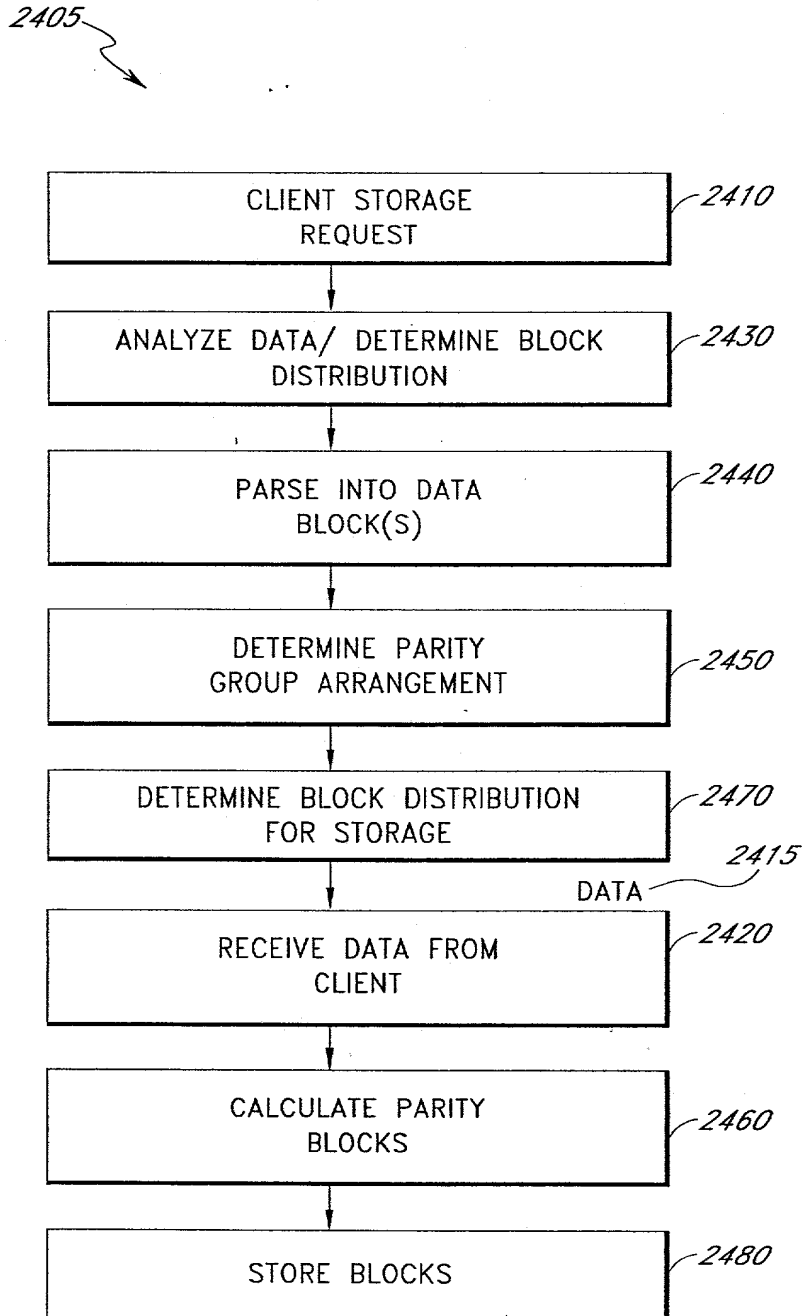 2405
CLIENT STORAGE
REQUEST
2410
ANALYZE DATA/ DETERMINE BLOCK
DISTRIBUTION
2430
PARSE INTO DATA
BLOCK(S)
2440
DETERMINE PARITY
GROUP ARRANGEMENT
2450
DETERMINE BLOCK DISTRIBUTION
FOR STORAGE
2470
DATA
2415
RECEIVE DATA FROM
CLIENT
2420
CALCULATE PARITY
BLOCKS
2460
STORE BLOCKS
2480